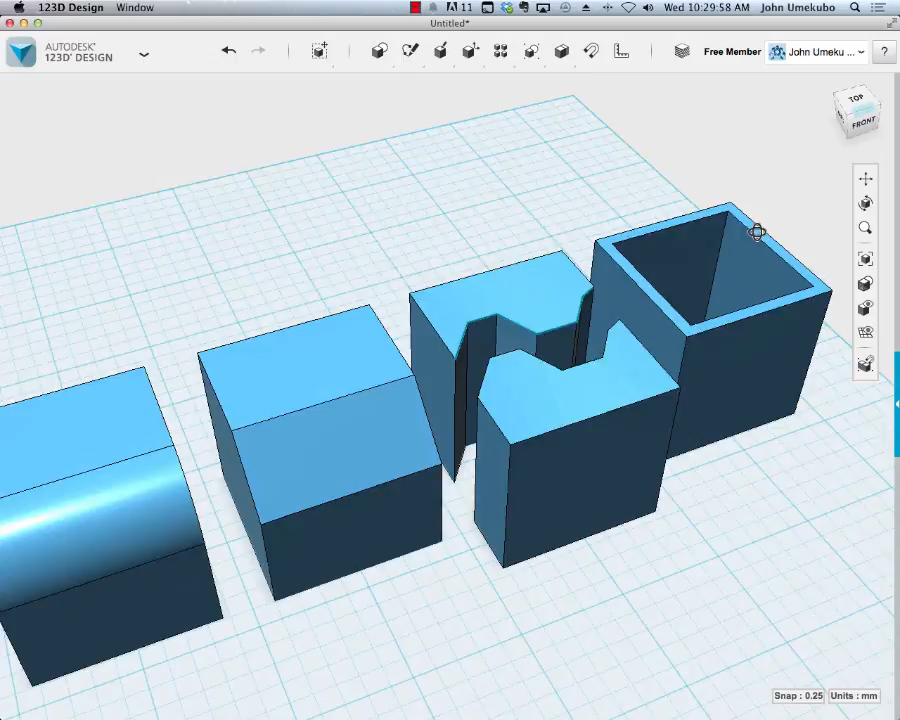 123D Design Window 11 Wed 10:29:58 AM John Umekubo
Untitled*
AUTODESK®
123D® DESIGN
Free Member John Umeku ... ?
TOP
FRONT
Snap : 0.25 Units : mm